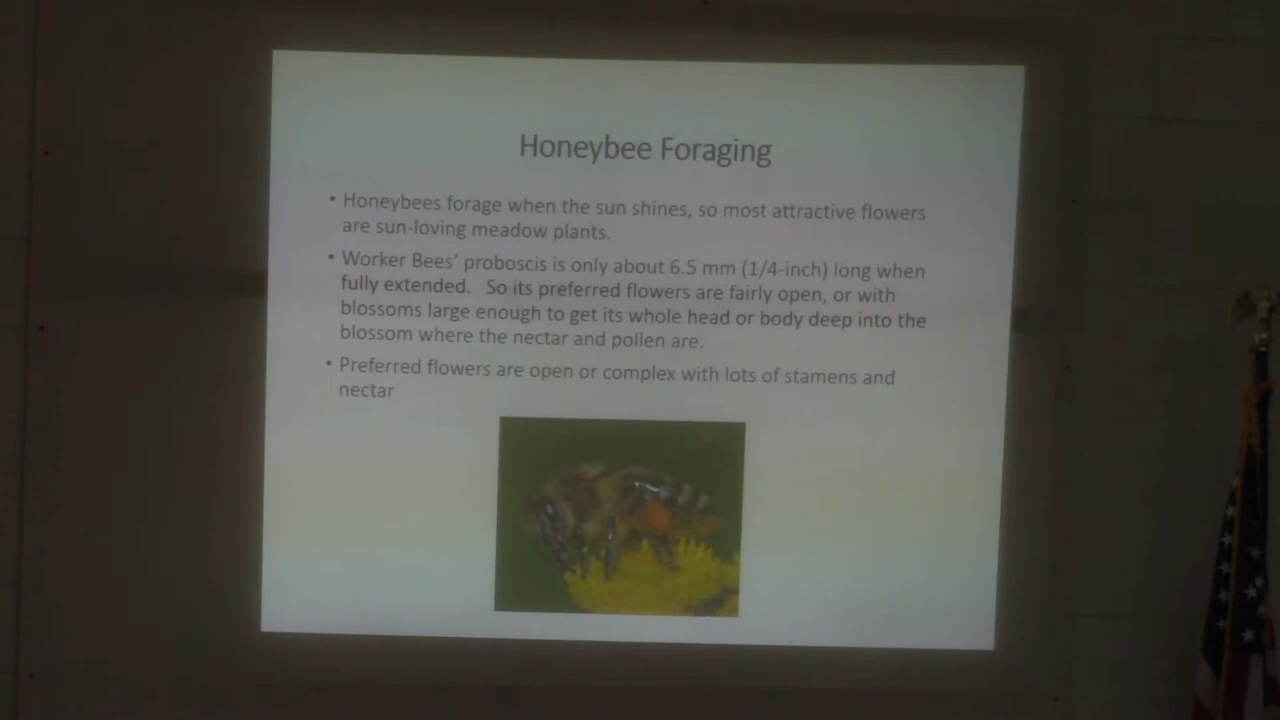 Honeybee Foraging
• Honeybees forage when the sun shines, so most attractive flowers
are sun-loving meadow plants.
• Worker Bees' proboscis is only about 6.5 mm (1/4-inch) long when
fully extended.   So its preferred flowers are fairly open, or with
blossoms large enough to get its whole head or body deep into the
blossom where the nectar and pollen are.
• Preferred flowers are open or complex with lots of stamens and
nectar